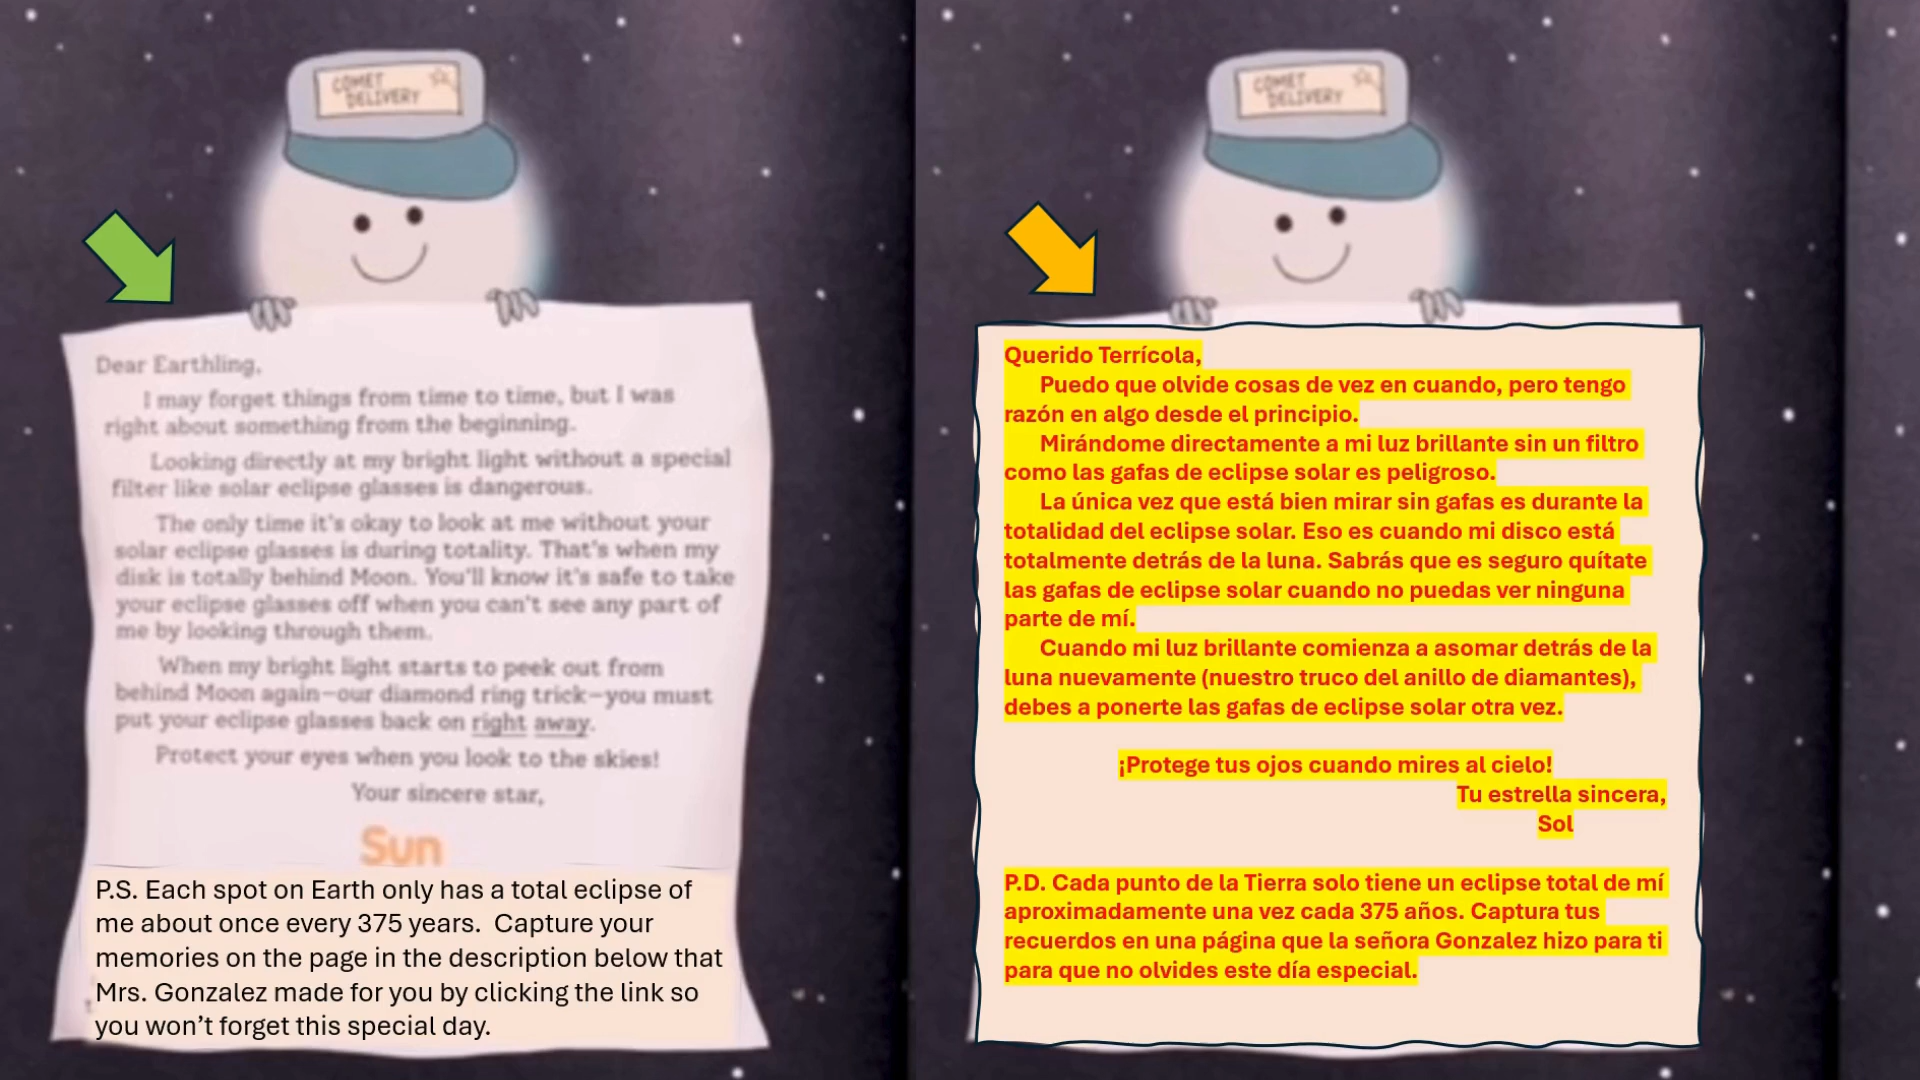 COMET
DELIVERY
Dear Earthling,
I may forget things from time to time, but I was
right about something from the beginning.
Looking directly at my bright light without a special
filter like solar eclipse glasses is dangerous.
The only time it's okay to look at me without your
solar eclipse glasses is during totality. That's when my
disk is totally behind Moon. You'll know it's safe to take
your eclipse glasses off when you can't see any part of
me by looking through them.
When my bright light starts to peek out from
behind Moon again—our diamond ring trick—you must
put your eclipse glasses back on right away.
Protect your eyes when you look to the skies!
Your sincere star,
Sun
P.S. Each spot on Earth only has a total eclipse of
me about once every 375 years.  Capture your
memories on the page in the description below that
Mrs. Gonzalez made for you by clicking the link so
you won't forget this special day.
COMET
DELIVERY
Querido Terrícola,
Puedo que olvide cosas de vez en cuando, pero tengo
razón en algo desde el principio.
Mirándome directamente a mi luz brillante sin un filtro
como las gafas de eclipse solar es peligroso.
La única vez que está bien mirar sin gafas es durante la
totalidad del eclipse solar. Eso es cuando mi disco está
totalmente detrás de la luna. Sabrás que es seguro quítate
las gafas de eclipse solar cuando no puedas ver ninguna
parte de mí.
Cuando mi luz brillante comienza a asomar detrás de la
luna nuevamente (nuestro truco del anillo de diamantes),
debes a ponerte las gafas de eclipse solar otra vez.
¡Protege tus ojos cuando mires al cielo!
Tu estrella sincera,
Sol
P.D. Cada punto de la Tierra solo tiene un eclipse total de mí
aproximadamente una vez cada 375 años. Captura tus
recuerdos en una página que la señora Gonzalez hizo para ti
para que no olvides este día especial.